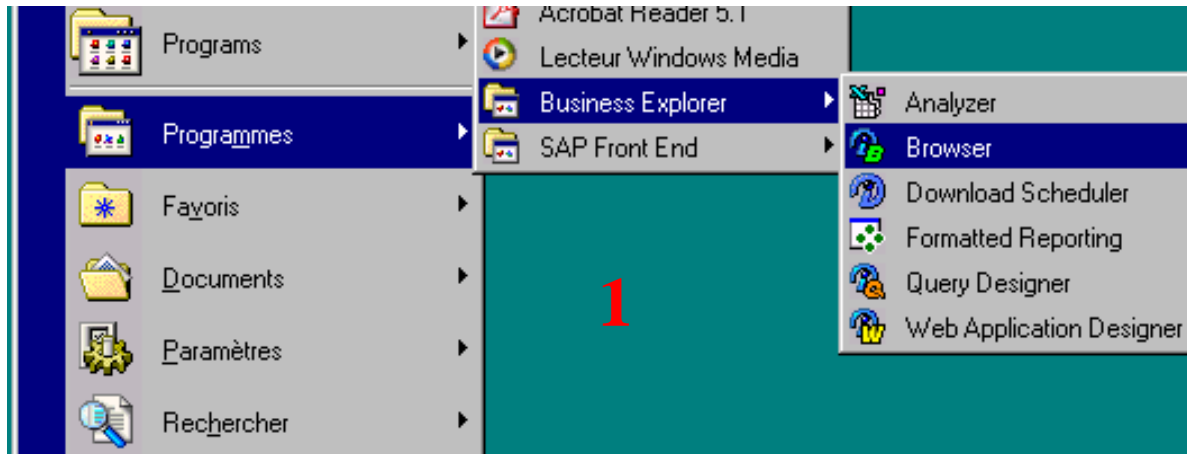 Programs
Programmes
Favoris
Documents
Paramètres
Rechercher
Acrobat Reader 5.1
Lecteur Windows Media
Business Explorer
SAP Front End
Analyzer
Browser
Download Scheduler
Formatted Reporting
Query Designer
Web Application Designer
1